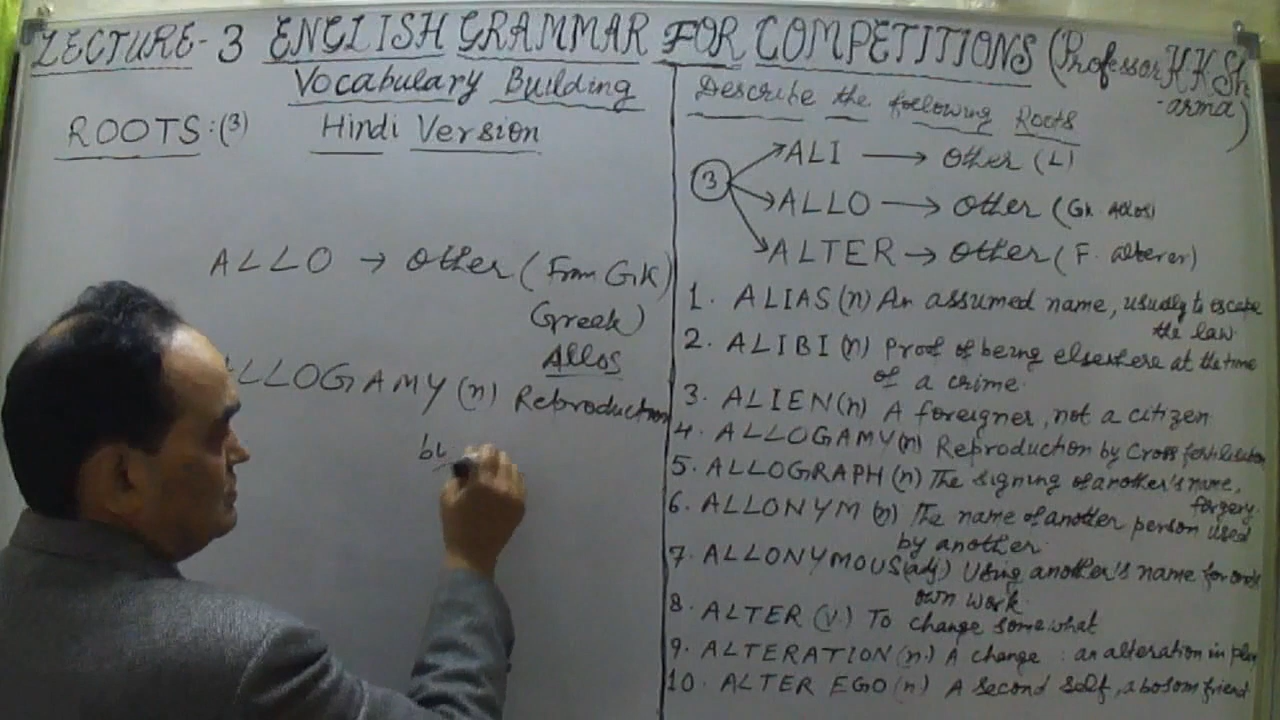 LECTURE-3 ENGLISH GRAMMAR FOR COMPETITIONS (Professor KKSh
-arma)
Vocabulary Building
ROOTS:(3) Hindi Version
ALLO → Other (From GK)
Greek)
Allos
LLOGAMY (n) Reproduction
by
Describe the following Roots
3
ALI → Other (L)
ALLO → Other (Gk. Allos)
ALTER → Other (F. alterer)
1. ALIAS (n) An assumed name, usually to escape
the law.
2. ALIBI (n) Proof of being elsewhere at the time
of a crime.
3. ALIEN (n) A foreigner, not a citizen
4. ALLOGAMY (n) Reproduction by Cross fertilisation
5. ALLOGRAPH (n) The signing of another's name,
forgery.
6. ALLONYM (n) The name of another person used
by another.
7. ALLONYMOUS (adj) Using another's name for one's
own work.
8. ALTER (v.) To change somewhat
9. ALTERATION (n.) A change : an alteration in plan
10. ALTER EGO (n) A second self, a bosom friend